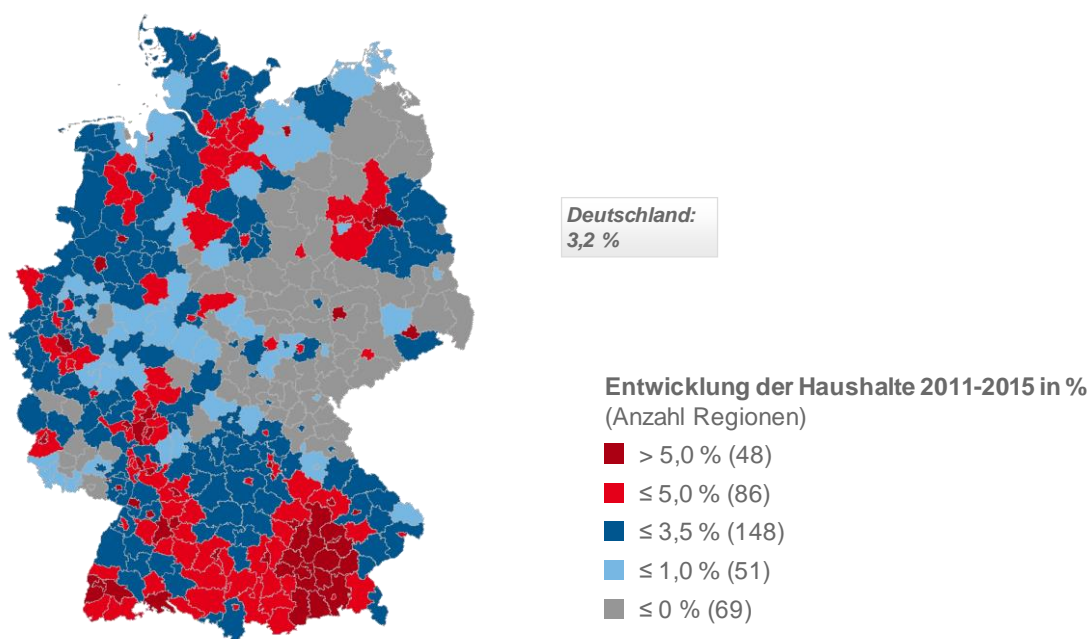 Deutschland:
3,2 %
Entwicklung der Haushalte 2011-2015 in %
(Anzahl Regionen)
> 5,0 % (48)
≤ 5,0 % (86)
≤ 3,5 % (148)
≤ 1,0 % (51)
≤ 0 % (69)